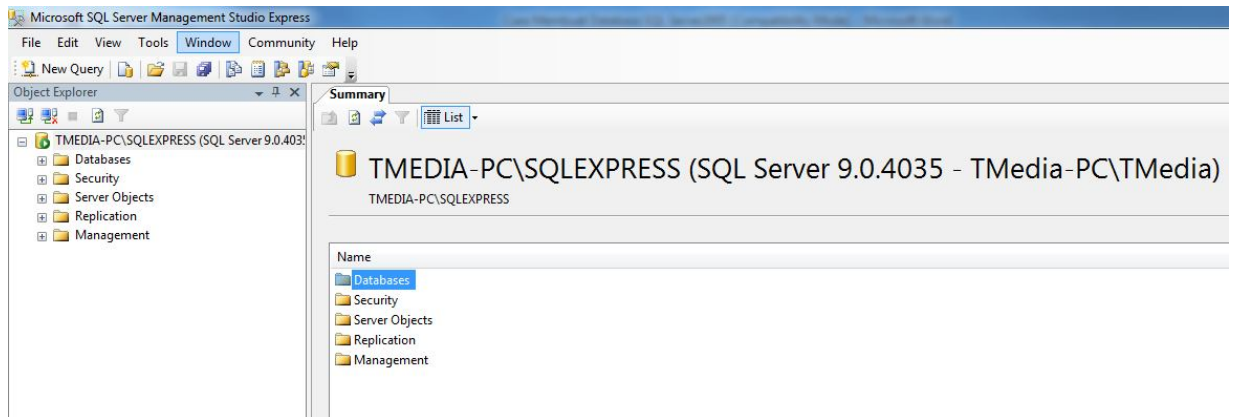 Microsoft SQL Server Management Studio Express
File Edit View Tools Window Community Help
New Query
Object Explorer
Summary
List
TMEDIA-PC\SQLEXPRESS (SQL Server 9.0.4035
Databases
Security
Server Objects
Replication
Management
TMEDIA-PC\SQLEXPRESS (SQL Server 9.0.4035 - TMedia-PC\TMedia)
TMEDIA-PC\SQLEXPRESS
Name
Databases
Security
Server Objects
Replication
Management